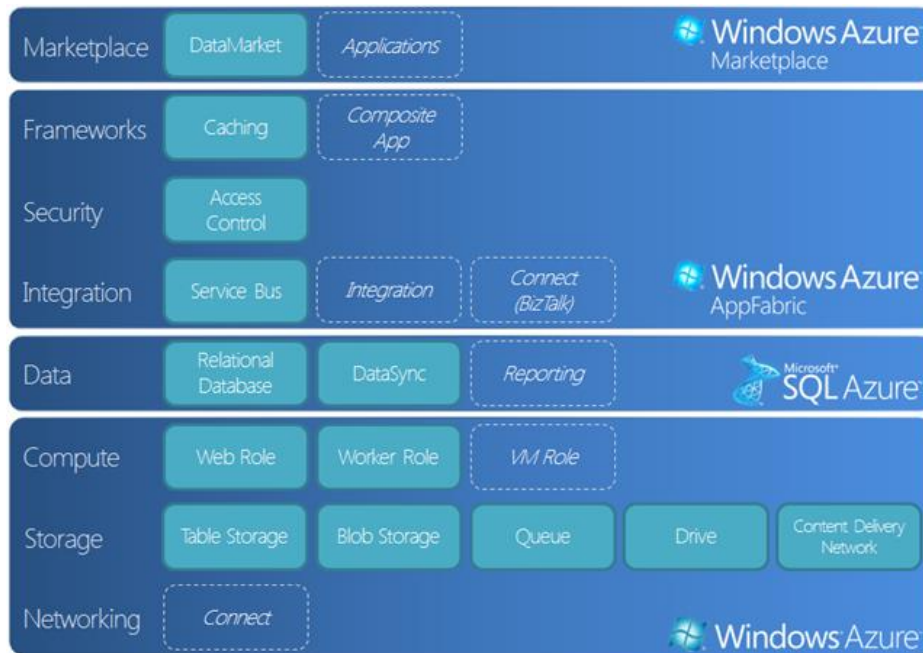 Marketplace
DataMarket
Applications
Windows Azure
Marketplace
Frameworks
Caching
Composite
App
Security
Access
Control
Integration
Service Bus
Integration
Connect
(BizTalk)
Windows Azure
AppFabric
Data
Relational
Database
DataSync
Reporting
Microsoft®
SQL Azure
Compute
Web Role
Worker Role
VM Role
Storage
Table Storage
Blob Storage
Queue
Drive
Content Delivery
Network
Networking
Connect
Windows Azure